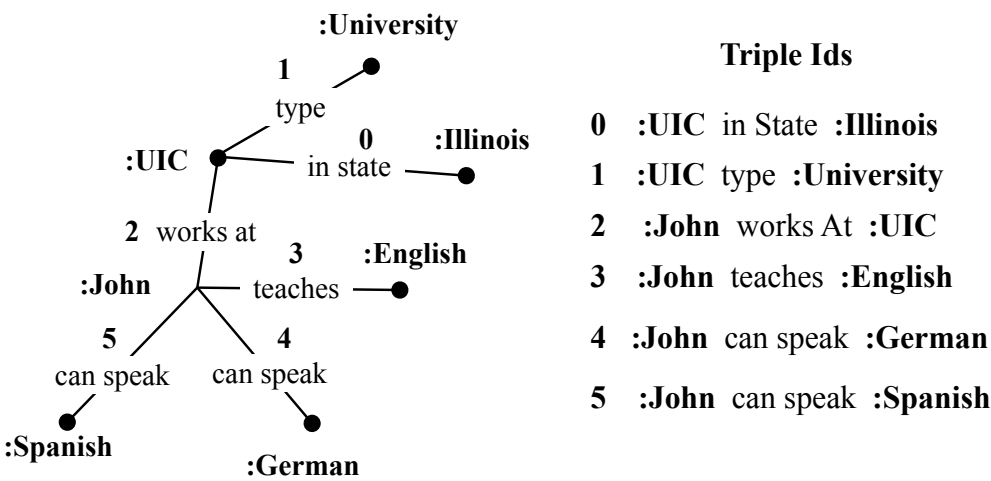 :University
1
type
0 :Illinois
:UIC
in state
2 works at
3 :English
:John
teaches
5
4
can speak
can speak
:Spanish
:German
Triple Ids
0 :UIC in State :Illinois
1 :UIC type :University
2 :John works At :UIC
3 :John teaches :English
4 :John can speak :German
5 :John can speak :Spanish